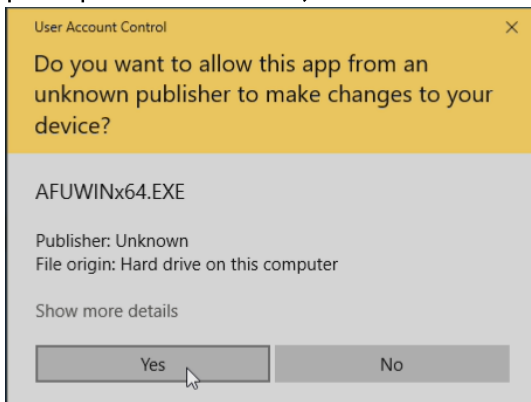 User Account Control
Do you want to allow this app from an
unknown publisher to make changes to your
device?
AFUWINx64.EXE
Publisher: Unknown
File origin: Hard drive on this computer
Show more details
Yes
No